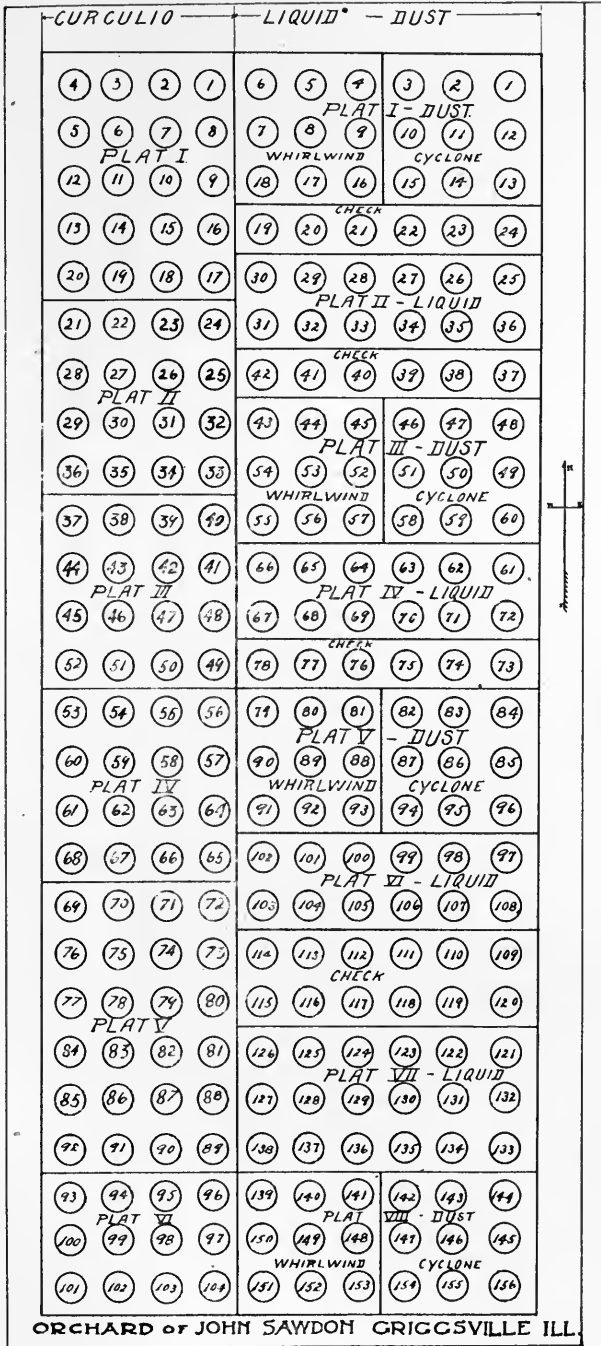 CURCULIO
4 3 2 1
5 6 7 8
PLAT I
12 11 10 9
13 14 15 16
20 19 18 17
21 22 23 24
28 27 26 25
PLAT II
29 30 31 32
36 35 34 33
37 38 39 40
44 43 42 41
PLAT III
45 46 47 48
52 51 50 49
53 54 55 56
60 59 58 57
PLAT IV
61 62 63 64
68 67 66 65
69 70 71 72
76 75 74 73
77 78 79 80
PLAT V
84 83 82 81
85 86 87 88
92 91 90 89
93 94 95 96
PLAT VI
100 99 98 97
101 102 103 104
LIQUID - DUST
6 5 4 3 2 1
PLAT I - DUST.
7 8 9 10 11 12
WHIRLWIND CYCLONE
18 17 16 15 14 13
CHECK
19 20 21 22 23 24
30 29 28 27 26 25
PLAT II - LIQUID
31 32 33 34 35 36
CHECK
42 41 40 39 38 37
43 44 45 46 47 48
PLAT III - DUST
54 53 52 51 50 49
WHIRLWIND CYCLONE
55 56 57 58 59 60
66 65 64 63 62 61
PLAT IV - LIQUID
67 68 69 70 71 72
CHECK
78 77 76 75 74 73
79 80 81 82 83 84
PLAT V - DUST
90 89 88 87 86 85
WHIRLWIND CYCLONE
91 92 93 94 95 96
102 101 100 99 98 97
PLAT VI - LIQUID
103 104 105 106 107 108
114 113 112 111 110 109
CHECK
115 116 117 118 119 120
126 125 124 123 122 121
PLAT VII - LIQUID
127 128 129 130 131 132
138 137 136 135 134 133
139 140 141 142 143 144
PLAT VIII - DUST
150 149 148 147 146 145
WHIRLWIND CYCLONE
151 152 153 154 155 156
ORCHARD OF JOHN SAWDON GRIGGSVILLE ILL.